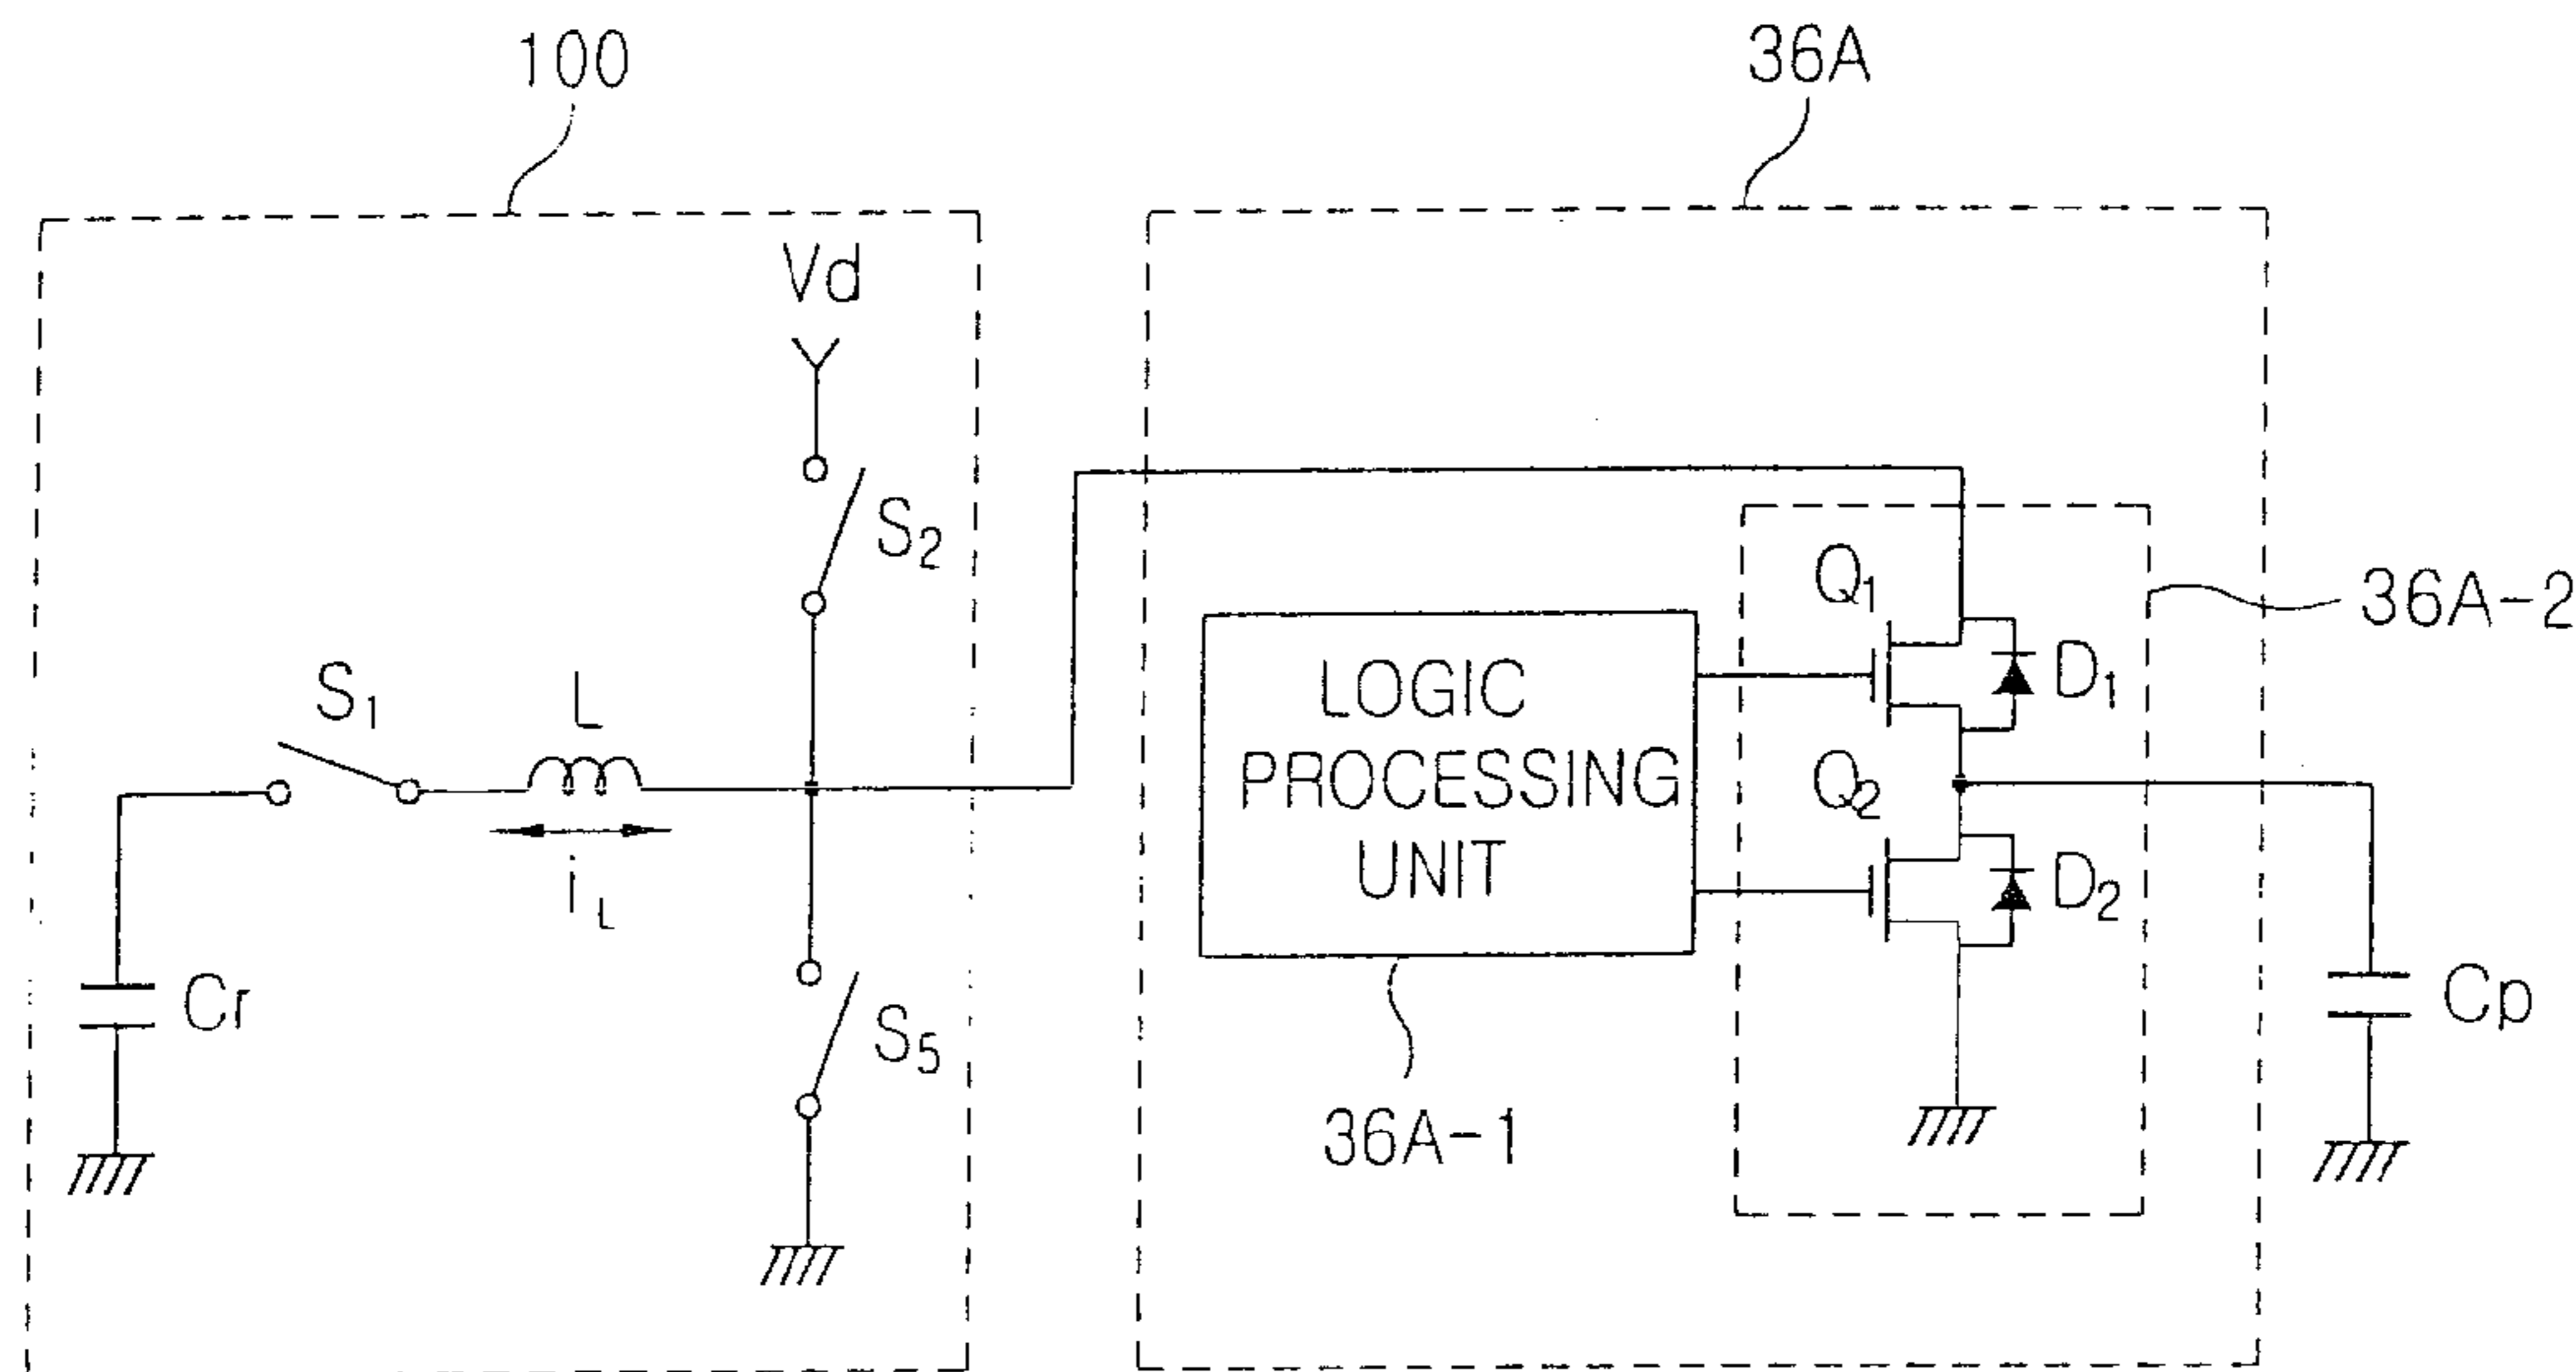 100
36A
Vd
S2
Q1
36A-2
S1
L
LOGIC
PROCESSING
UNIT
D1
Q2
iL
D2
Cr
S5
Cp
36A-1